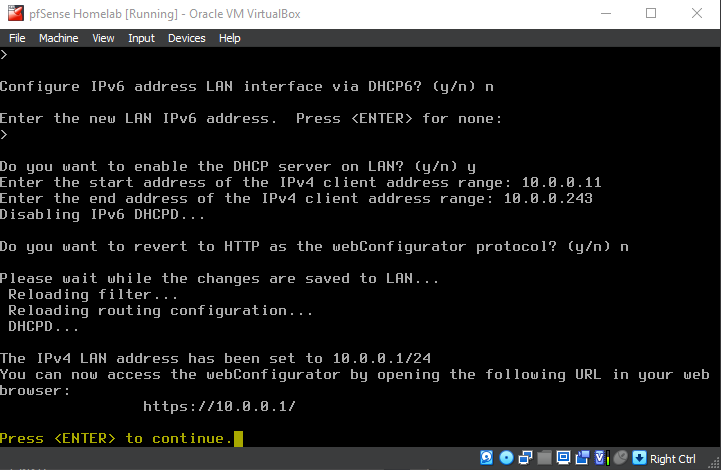 pfSense Homelab [Running] - Oracle VM VirtualBox
File Machine View Input Devices Help
>
Configure IPv6 address LAN interface via DHCP6? (y/n) n
Enter the new LAN IPv6 address.  Press <ENTER> for none:
>
Do you want to enable the DHCP server on LAN? (y/n) y
Enter the start address of the IPv4 client address range: 10.0.0.11
Enter the end address of the IPv4 client address range: 10.0.0.243
Disabling IPv6 DHCPD...
Do you want to revert to HTTP as the webConfigurator protocol? (y/n) n
Please wait while the changes are saved to LAN...
Reloading filter...
Reloading routing configuration...
DHCPD...
The IPv4 LAN address has been set to 10.0.0.1/24
You can now access the webConfigurator by opening the following URL in your web
browser:
https://10.0.0.1/
Press <ENTER> to continue.
Right Ctrl